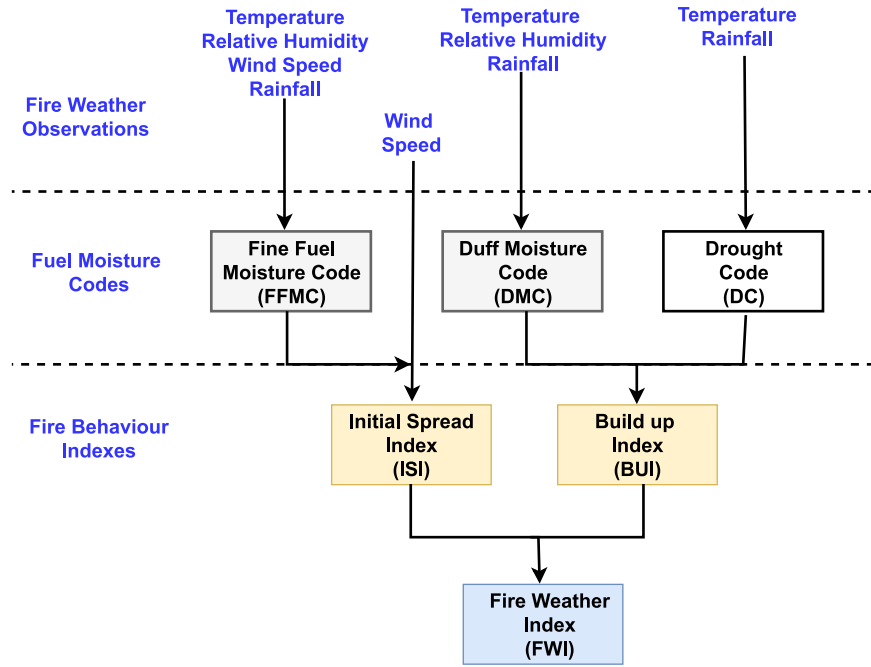 Temperature
Relative Humidity
Wind Speed
Rainfall
Temperature
Relative Humidity
Rainfall
Temperature
Rainfall
Fire Weather
Observations
Wind
Speed
Fuel Moisture
Codes
Fine Fuel
Moisture Code
(FFMC)
Duff Moisture
Code
(DMC)
Drought
Code
(DC)
Fire Behaviour
Indexes
Initial Spread
Index
(ISI)
Build up
Index
(BUI)
Fire Weather
Index
(FWI)